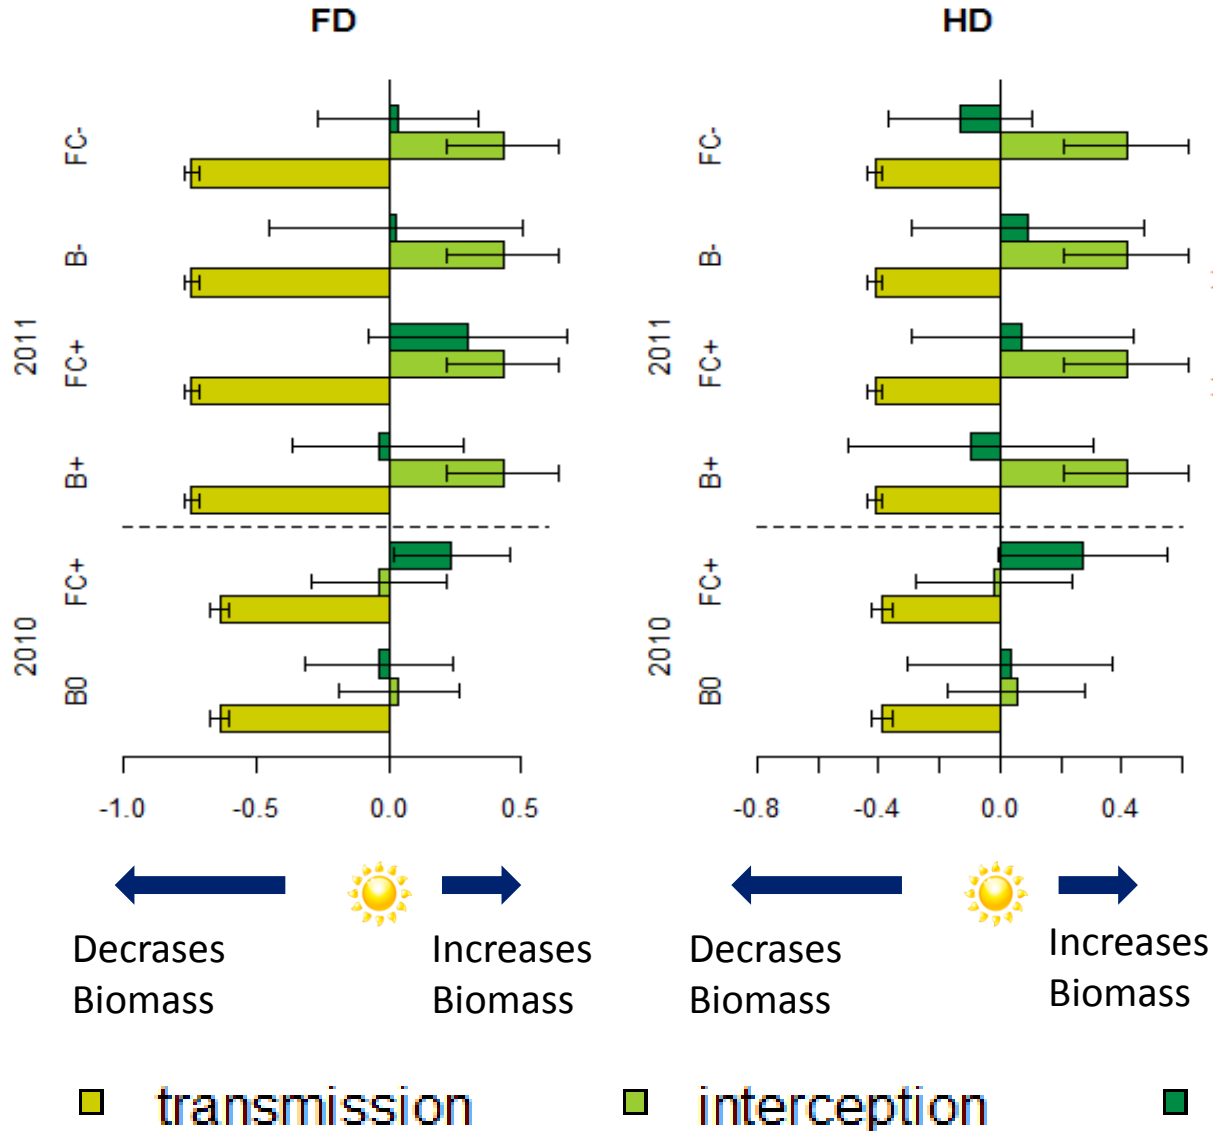 FD
HD
FC-
B-
FC+
B+
FC+
B0
2011
2010
-1.0 -0.5 0.0 0.5
FC-
B-
FC+
B+
FC+
B0
2011
2010
-0.8 -0.4 0.0 0.4
Decrases
Biomass
Increases
Biomass
Decrases
Biomass
Increases
Biomass
transmission interception